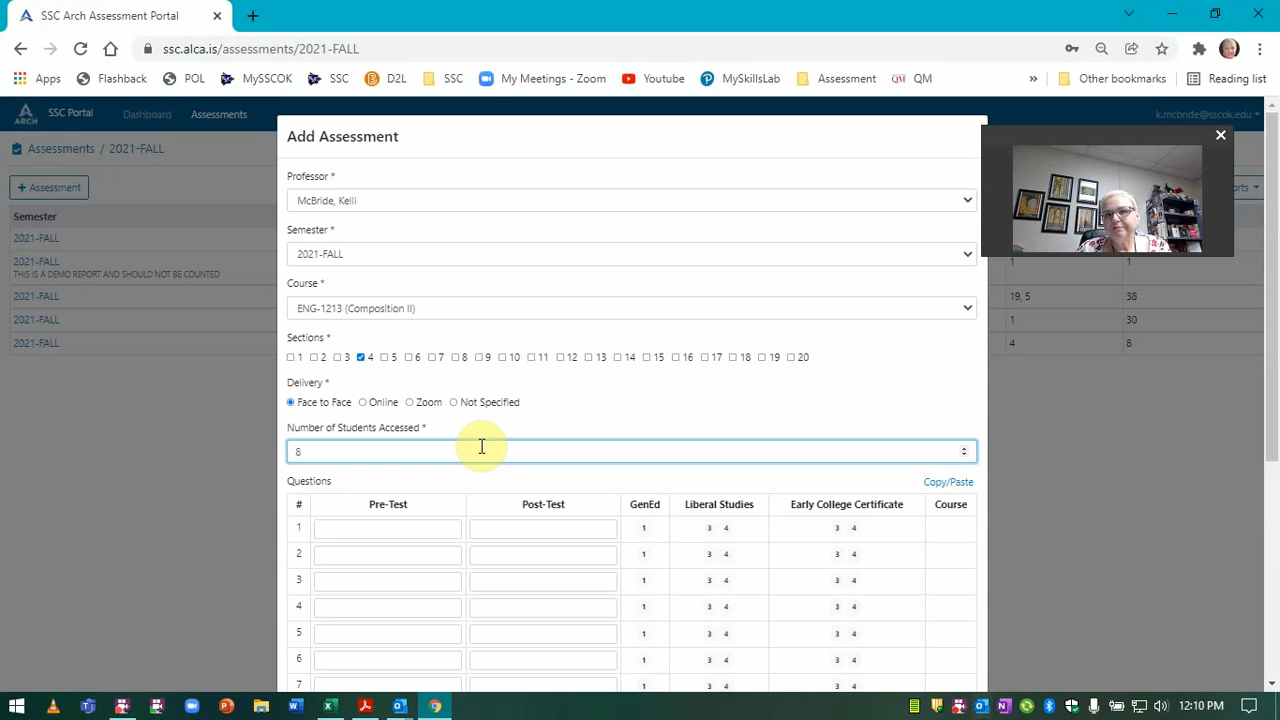 SSC Arch Assessment Portal
ssc.alca.is/assessments/2021-FALL
Apps Flashback POL MySSCOK SSC D2L SSC My Meetings - Zoom Youtube MySkillsLab Assessment QM QM » Other bookmarks Reading list
ARCH SSC Portal Dashboard Assessments k.mcbride@sscok.edu
Assessments / 2021-FALL
Add Assessment
+ Assessment
orts
Semester
2021-FALL
2021-FALL 1 1
THIS IS A DEMO REPORT AND SHOULD NOT BE COUNTED
2021-FALL 19, 5 38
2021-FALL 1 30
2021-FALL 4 8
Professor *
McBride, Kelli
Semester *
2021-FALL
Course *
ENG-1213 (Composition II)
Sections *
1 2 3 4 5 6 7 8 9 10 11 12 13 14 15 16 17 18 19 20
Delivery *
Face to Face Online Zoom Not Specified
Number of Students Accessed *
8
Questions Copy/Paste
# Pre-Test Post-Test GenEd Liberal Studies Early College Certificate Course
1 1 3 4 3 4
2 1 3 4 3 4
3 1 3 4 3 4
4 1 3 4 3 4
5 1 3 4 3 4
6 1 3 4 3 4
7 1 3 4 3 4
12:10 PM